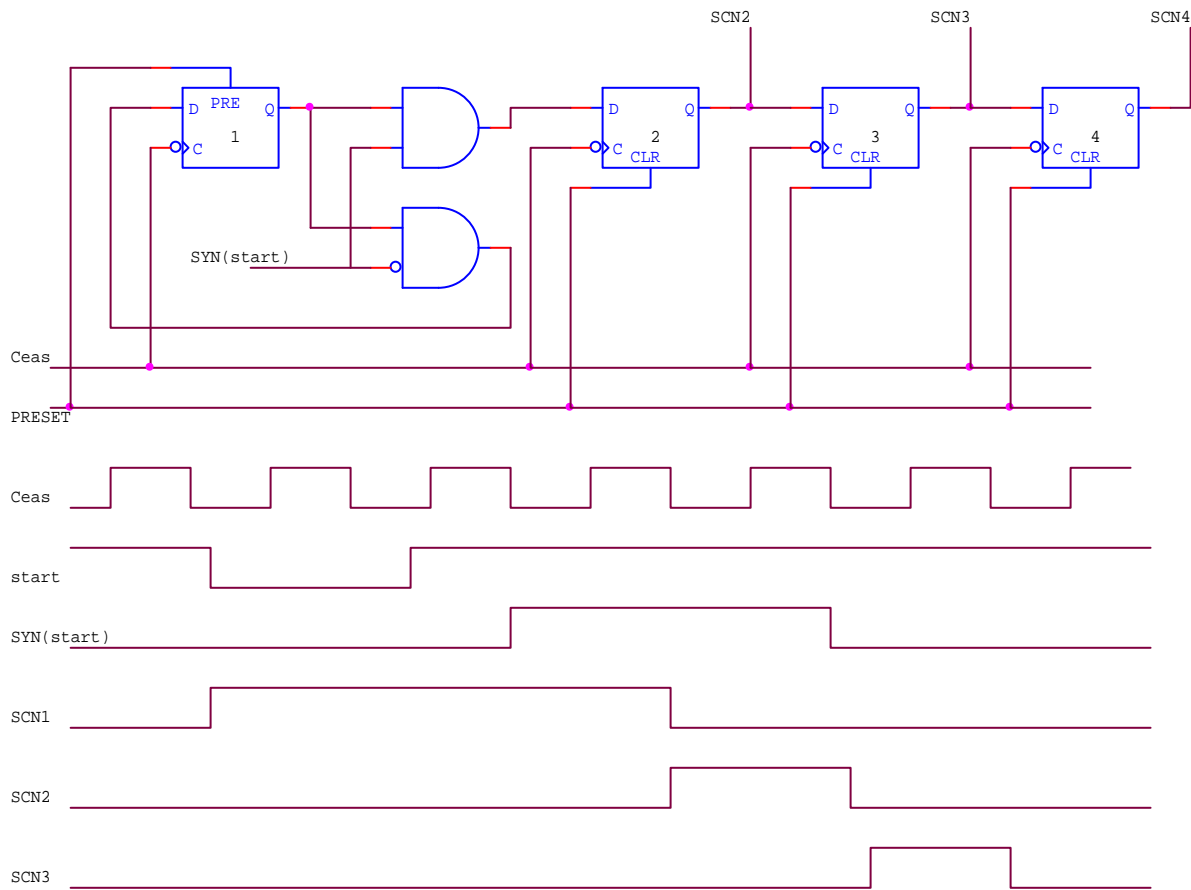 SCN2 SCN3 SCN4
PRE
D Q D Q D Q D Q
1 2 3 4
C C C C
CLR CLR CLR
SYN(start)
Ceas
PRESET
Ceas
start
SYN(start)
SCN1
SCN2
SCN3